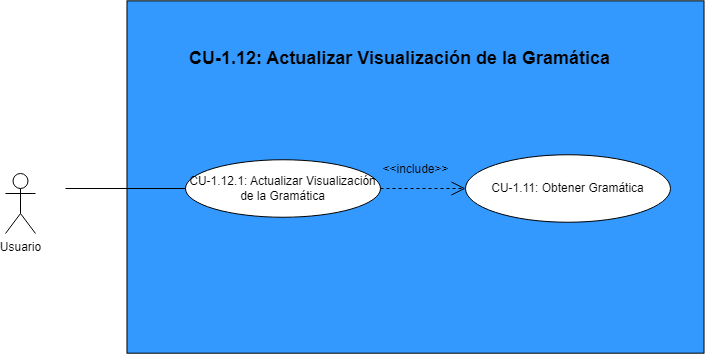 CU-1.12: Actualizar Visualización de la Gramática
<<include>>
CU-1.12.1: Actualizar Visualización
de la Gramática
CU-1.11: Obtener Gramática
Usuario